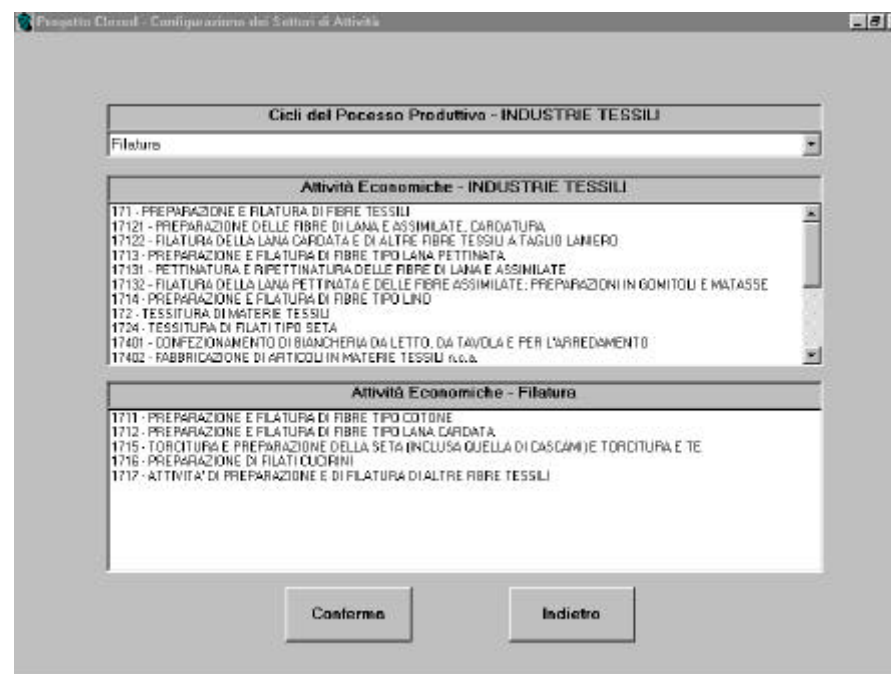 Progetto Closed - Configurazione dei Settori di Attività
Cicli del Pocesso Produttivo - INDUSTRIE TESSILI
Filatura
Attività Economiche - INDUSTRIE TESSILI
171 - PREPARAZIONE E FILATURA DI FIBRE TESSILI
17121 - PREPARAZIONE DELLE FIBRE DI LANA E ASSIMILATE, CARDATURA
17122 - FILATURA DELLA LANA CARDATA E DI ALTRE FIBRE TESSILI A TAGLIO LANIERO
1713 - PREPARAZIONE E FILATURA DI FIBRE TIPO LANA PETTINATA
17131 - PETTINATURA E RIPETTINATURA DELLE FIBRE DI LANA E ASSIMILATE
17132 - FILATURA DELLA LANA PETTINATA E DELLE FIBRE ASSIMILATE; PREPARAZIONI IN GOMITOLI E MATASSE
1714 - PREPARAZIONE E FILATURA DI FIBRE TIPO LINO
172 - TESSITURA DI MATERIE TESSILI
1724 - TESSITURA DI FILATI TIPO SETA
17401 - CONFEZIONAMENTO DI BIANCHERIA DA LETTO, DA TAVOLA E PER L'ARREDAMENTO
17402 - FABBRICAZIONE DI ARTICOLI IN MATERIE TESSILI n.c.a.
Attività Economiche - Filatura
1711 - PREPARAZIONE E FILATURA DI FIBRE TIPO COTONE
1712 - PREPARAZIONE E FILATURA DI FIBRE TIPO LANA CARDATA
1715 - TORCITURA E PREPARAZIONE DELLA SETA (INCLUSA QUELLA DI CASCAMI) E TORCITURA E TE
1716 - PREPARAZIONE DI FILATI CUCIRINI
1717 - ATTIVITA' DI PREPARAZIONE E DI FILATURA DI ALTRE FIBRE TESSILI
Conferma
Indietro